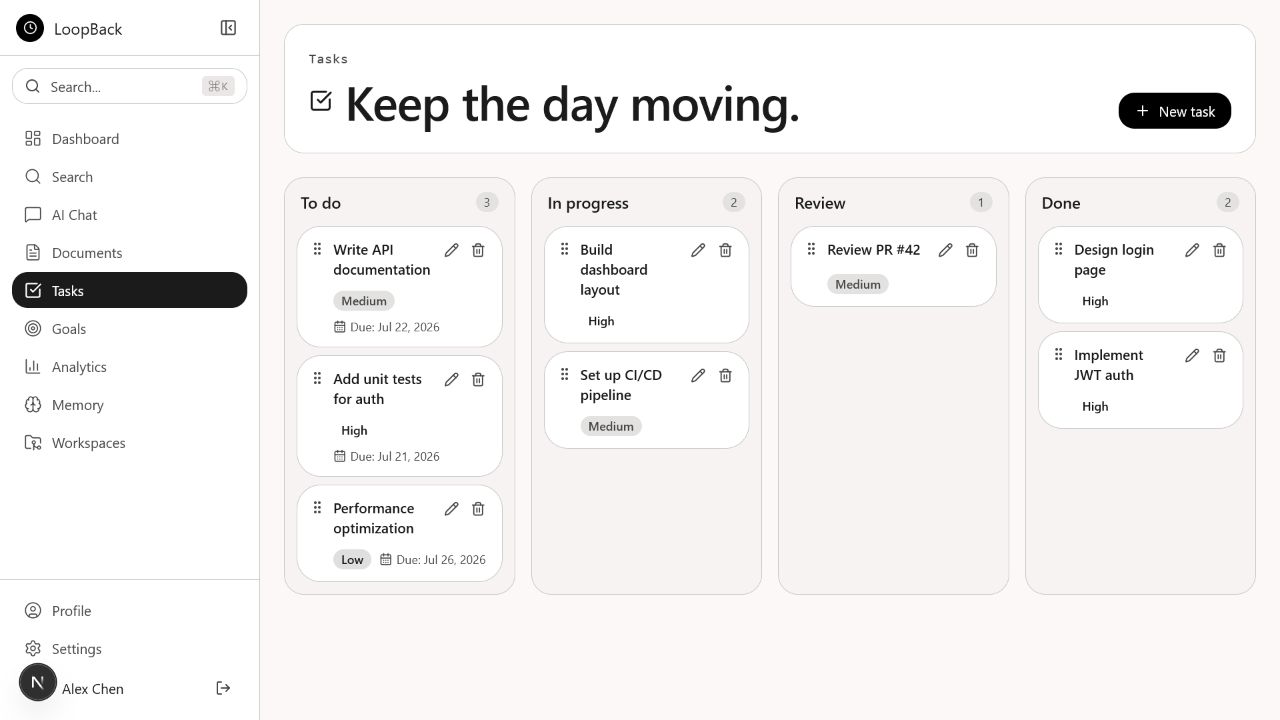 LoopBack
Search...
⌘K
Dashboard
Search
AI Chat
Documents
Tasks
Goals
Analytics
Memory
Workspaces
Profile
Settings
N
Alex Chen
Tasks
Keep the day moving.
New task
To do
3
Write API
documentation
Medium
Due: Jul 22, 2026
Add unit tests
for auth
High
Due: Jul 21, 2026
Performance
optimization
Low
Due: Jul 26, 2026
In progress
2
Build
dashboard
layout
High
Set up CI/CD
pipeline
Medium
Review
1
Review PR #42
Medium
Done
2
Design login
page
High
Implement
JWT auth
High